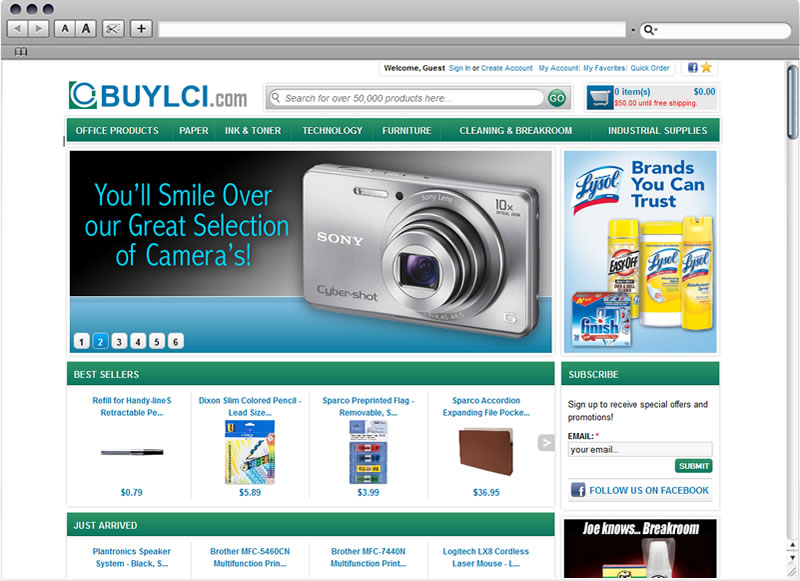 A A
Welcome, Guest Sign In or Create Account My Account| My Favorites| Quick Order
BUYLCI.com
Search for over 50,000 products here...
GO
0 item(s) $0.00
$50.00 until free shipping.
OFFICE PRODUCTS PAPER INK & TONER TECHNOLOGY FURNITURE CLEANING & BREAKROOM INDUSTRIAL SUPPLIES
You'll Smile Over
our Great Selection
of Camera's!
Sony Lens
10x
OPTICAL ZOOM
SONY
Cyber-shot
G
1 2 3 4 5 6
Lysol
Brands
You Can
Trust
EASY-OFF
Lysol
Lysol
finish
BEST SELLERS
Refill for Handy-lineS
Retractable Pe...
$0.79
Dixon Slim Colored Pencil -
Lead Size...
$5.89
Sparco Preprinted Flag -
Removable, S...
$3.99
Sparco Accordion
Expanding File Pocke...
$36.95
>
SUBSCRIBE
Sign up to receive special offers and
promotions!
EMAIL: *
your email...
SUBMIT
FOLLOW US ON FACEBOOK
JUST ARRIVED
Plantronics Speaker
System - Black, S...
Brother MFC-5460CN
Multifunction Prin...
Brother MFC-7440N
Multifunction Prin...
Logitech LX8 Cordless
Laser Mouse - L...
Joe knows... Breakroom